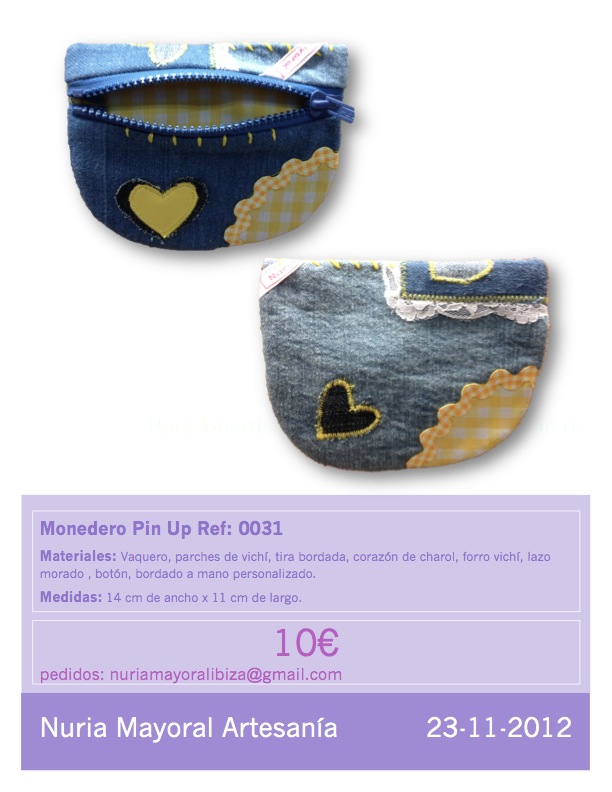 Monedero Pin Up Ref: 0031
Materiales: Vaquero, parches de vichí, tira bordada, corazón de charol, forro vichí, lazo
morado , botón, bordado a mano personalizado.
Medidas: 14 cm de ancho x 11 cm de largo.
10€
pedidos: nuriamayoralibiza@gmail.com
Nuria Mayoral Artesanía
23-11-2012